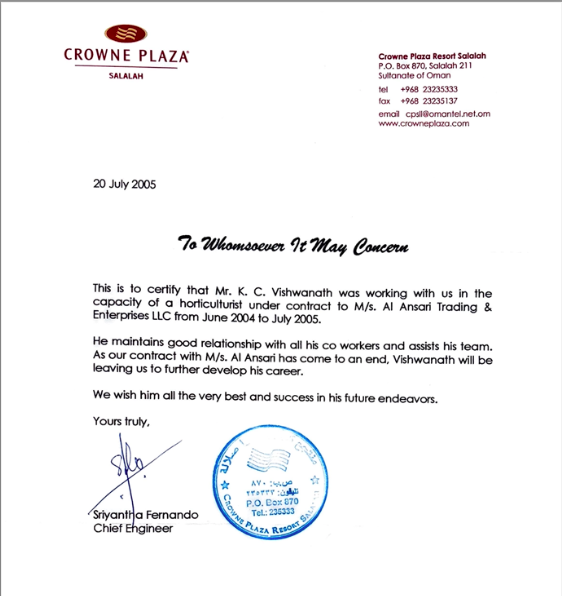 CROWNE PLAZA
SALALAH
Crowne Plaza Resort Salalah
P.O. Box 870, Salalah 211
Sultanate of Oman
tel +968 23235333
fax +968 23235137
email cpsll@omantel.net.om
www.crowneplaza.com
20 July 2005
To Whomsoever It May Concern
This is to certify that Mr. K. C. Vishwanath was working with us in the
capacity of a horticulturist under contract to M/s. Al Ansari Trading &
Enterprises LLC from June 2004 to July 2005.
He maintains good relationship with all his co workers and assists his team.
As our contract with M/s. Al Ansari has come to an end, Vishwanath will be
leaving us to further develop his career.
We wish him all the very best and success in his future endeavors.
Yours truly,
Sriyantha Fernando
Chief Engineer
صلالة
٨٧٠
P.O. Box 870
Tel.: 235333
CROWNE PLAZA RESORT SALALAH